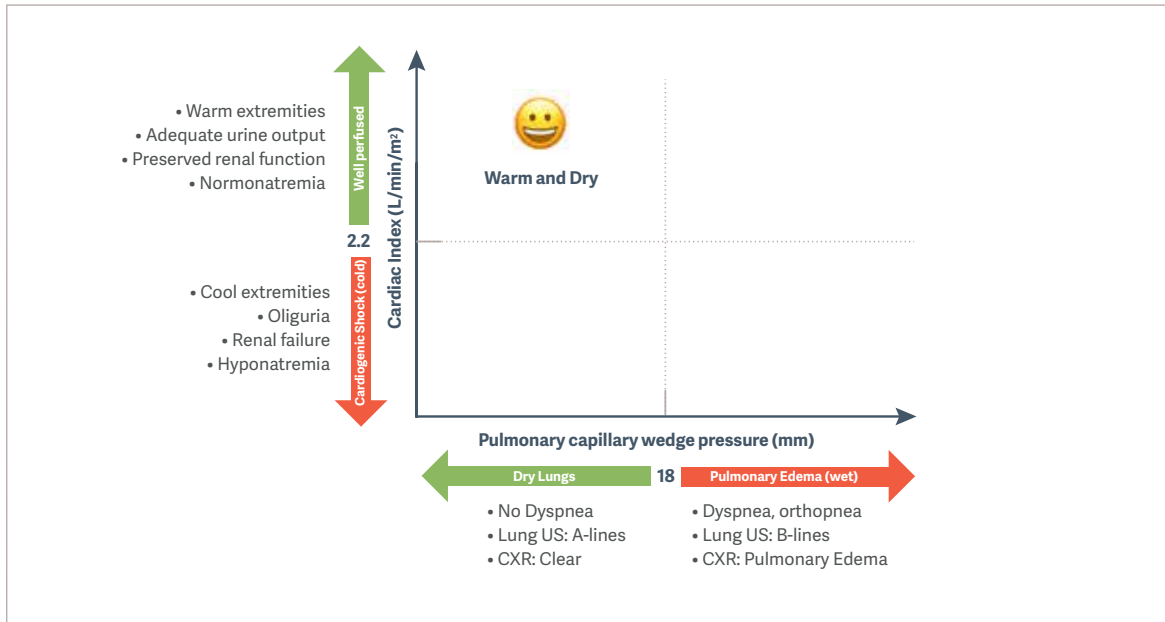 • Warm extremities
• Adequate urine output
• Preserved renal function
• Normonatremia
Well perfused
2.2
Cardiogenic Shock (cold)
• Cool extremities
• Oliguria
• Renal failure
• Hyponatremia
Cardiac Index (L/min/m²)
Warm and Dry
Pulmonary capillary wedge pressure (mm)
Dry Lungs
18
Pulmonary Edema (wet)
• No Dyspnea
• Lung US: A-lines
• CXR: Clear
• Dyspnea, orthopnea
• Lung US: B-lines
• CXR: Pulmonary Edema